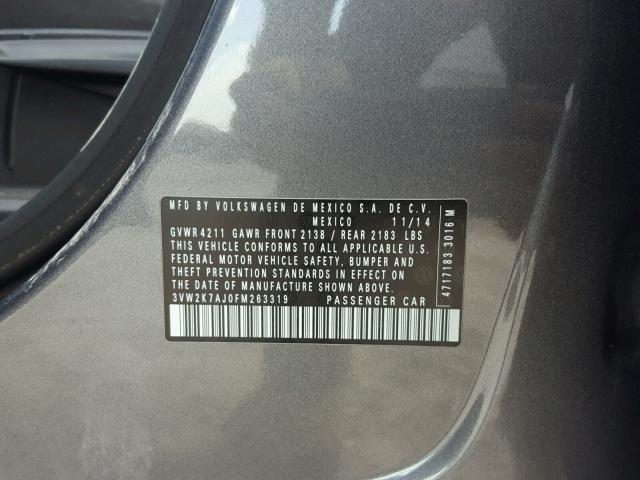 MFD BY VOLKSWAGEN DE MEXICO S.A. DE C.V.
MEXICO 11/14
GVWR 4211 GAWR FRONT 2138 / REAR 2183 LBS
THIS VEHICLE CONFORMS TO ALL APPLICABLE U.S.
FEDERAL MOTOR VEHICLE SAFETY, BUMPER AND
THEFT PREVENTION STANDARDS IN EFFECT ON
THE DATE OF MANUFACTURE SHOWN ABOVE.
3VW2K7AJ0FM263319 PASSENGER CAR
4717183 3016 M